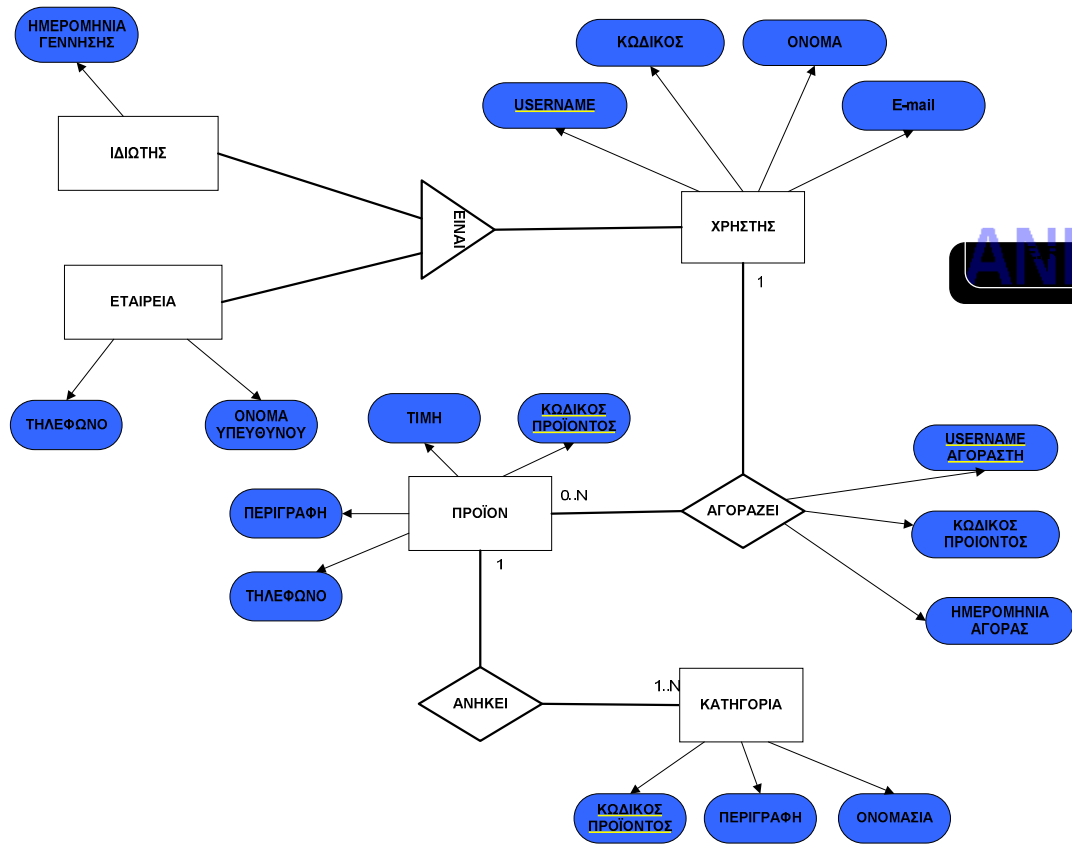 ΗΜΕΡΟΜΗΝΙΑ
ΓΕΝΝΗΣΗΣ
ΚΩΔΙΚΟΣ
ΟΝΟΜΑ
USERNAME
E-mail
ΙΔΙΩΤΗΣ
ΕΙΝΑΙ
ΧΡΗΣΤΗΣ
ΕΤΑΙΡΕΙΑ
1
ΤΗΛΕΦΩΝΟ
ΟΝΟΜΑ
ΥΠΕΥΘΥΝΟΥ
ΤΙΜΗ
ΚΩΔΙΚΟΣ
ΠΡΟΪΟΝΤΟΣ
USERNAME
ΑΓΟΡΑΣΤΗ
ΠΕΡΙΓΡΑΦΗ
ΠΡΟΪΟΝ
0..N
ΑΓΟΡΑΖΕΙ
ΚΩΔΙΚΟΣ
ΠΡΟΙΟΝΤΟΣ
1
ΤΗΛΕΦΩΝΟ
ΗΜΕΡΟΜΗΝΙΑ
ΑΓΟΡΑΣ
ΑΝΗΚΕΙ
1..N
ΚΑΤΗΓΟΡΙΑ
ΚΩΔΙΚΟΣ
ΠΡΟΪΟΝΤΟΣ
ΠΕΡΙΓΡΑΦΗ
ΟΝΟΜΑΣΙΑ